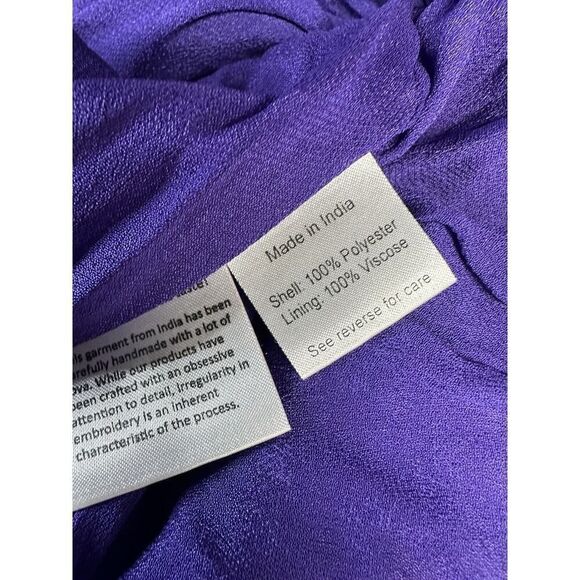 Made in India
Shell: 100% Polyester
Lining: 100% Viscose
See reverse for care
garment from India has been
handmade with a lot of
While our products have
been crafted with an obsessive
attention to detail, irregularity in
embroidery is an inherent
characteristic of the process.